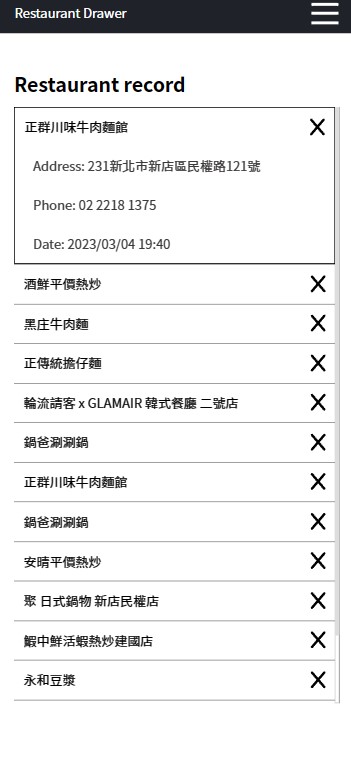 Restaurant Drawer
Restaurant record
正群川味牛肉麵館
Address: 231新北市新店區民權路121號
Phone: 02 2218 1375
Date: 2023/03/04 19:40
酒鮮平價熱炒
黑庄牛肉麵
正傳統擔仔麵
輪流請客 x GLAMAIR 韓式餐廳 二號店
鍋爸涮涮鍋
正群川味牛肉麵館
鍋爸涮涮鍋
安晴平價熱炒
聚 日式鍋物 新店民權店
鰕中鮮活蝦熱炒建國店
永和豆漿